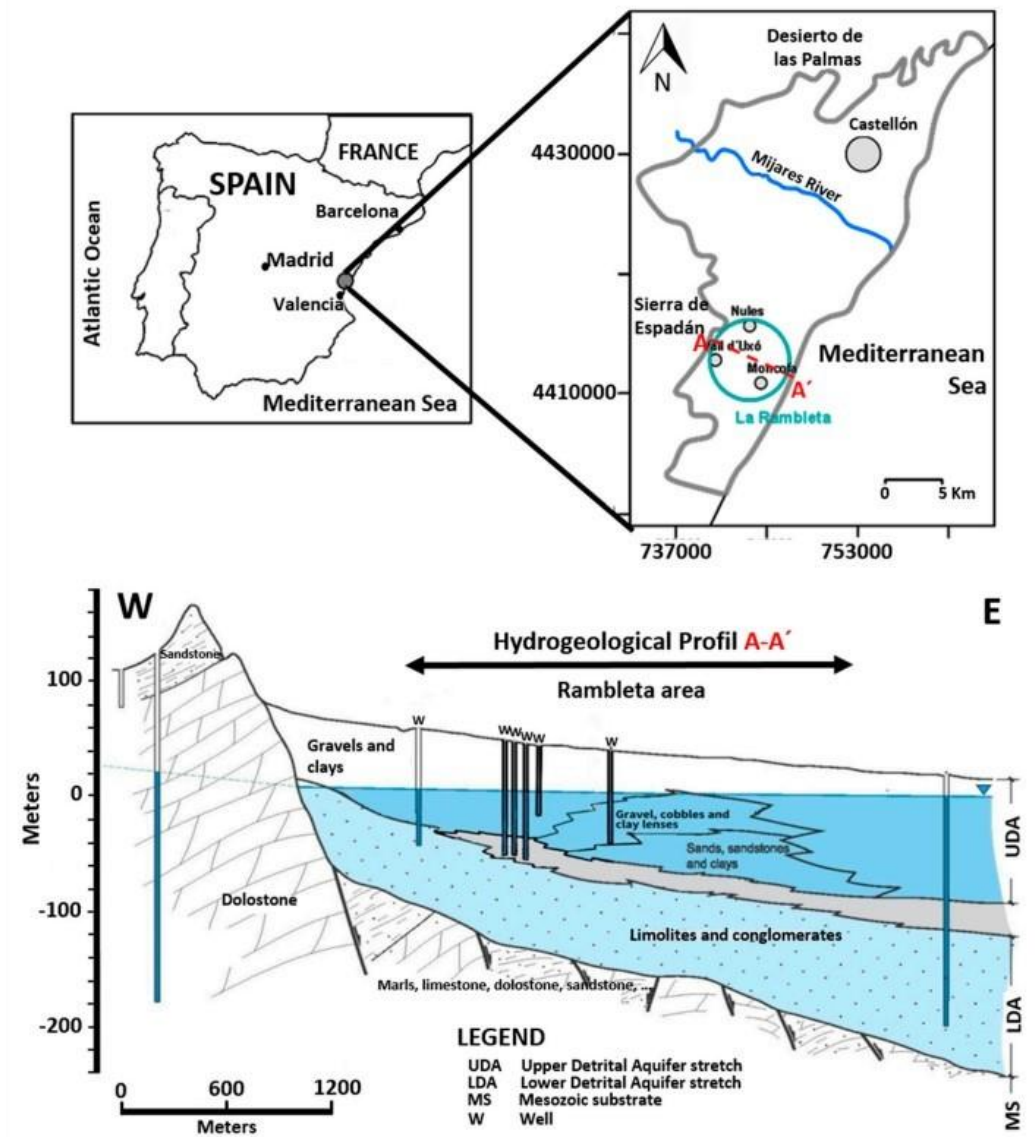 Desierto de
las Palmas
N
Castellón
4430000
Mijares River
FRANCE
SPAIN
Barcelona
Atlantic Ocean
Madrid
Valencia
Mediterranean Sea
Sierra de
Espadán
Nules
A
Vall d'Uxó
Moncofa
Mediterranean
Sea
4410000
A´
La Rambleta
0 5 Km
737000 753000
W
E
Hydrogeological Profil A-A´
Rambleta area
Sandstone
100
Meters
W
W W W W
W
Gravels and
clays
0
Gravel, cobbles and
clay lenses
UDA
Sands, sandstones
and clays
Dolostone
-100
Limolites and conglomerates
Marls, limestone, dolostone, sandstone, ...
-200
LDA
LEGEND
UDA Upper Detrital Aquifer stretch
LDA Lower Detrital Aquifer stretch
MS Mesozoic substrate
W Well
0 600 1200
Meters
MS